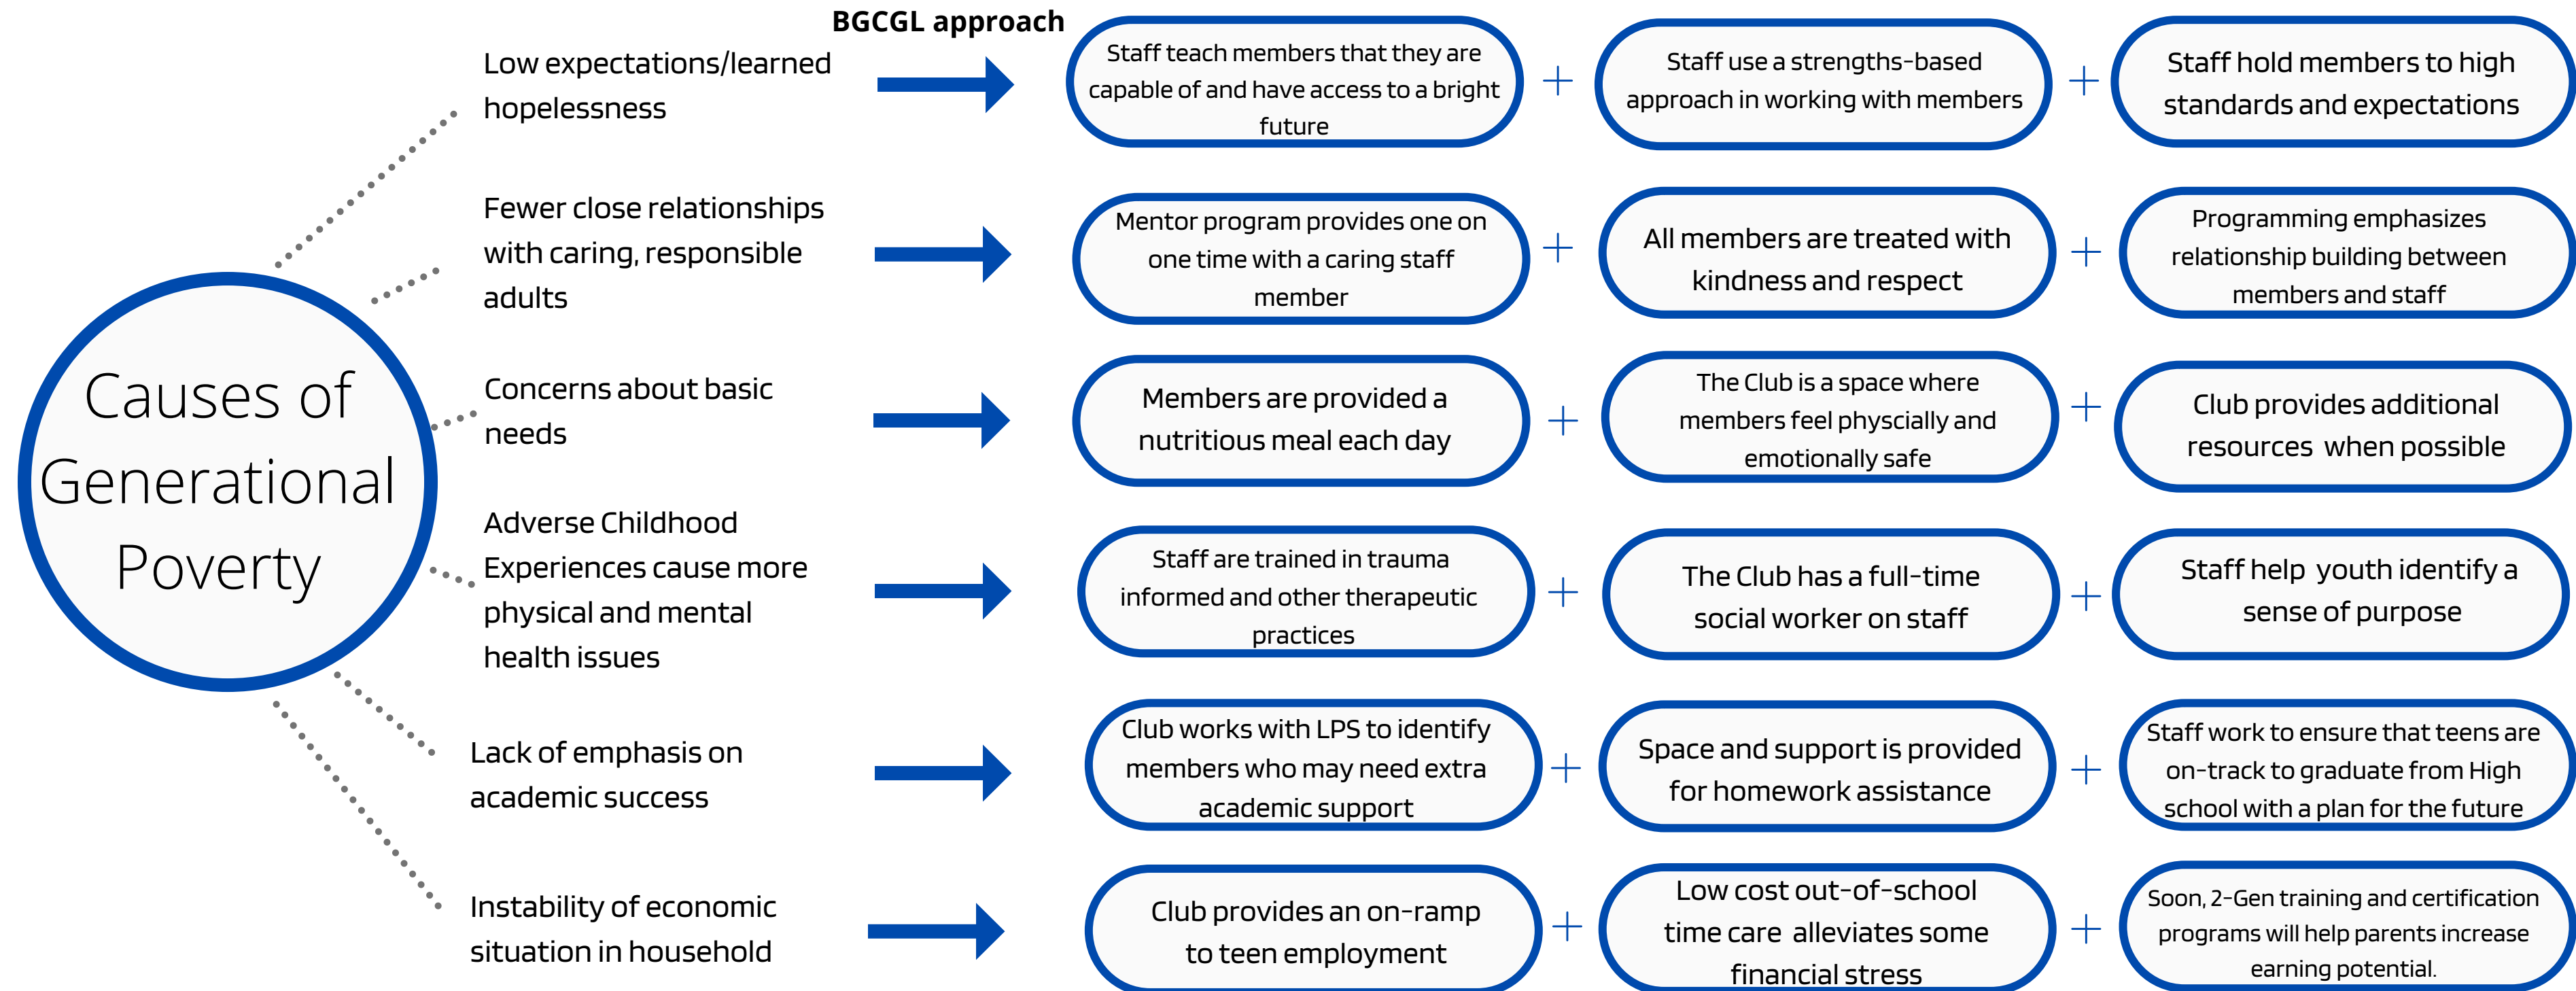 BGCGL approach
Causes of
Generational
Poverty
Low expectations/learned
hopelessness
Staff teach members that they are
capable of and have access to a bright
future
+
Staff use a strengths-based
approach in working with members
+
Staff hold members to high
standards and expectations
Fewer close relationships
with caring, responsible
adults
Mentor program provides one on
one time with a caring staff
member
+
All members are treated with
kindness and respect
+
Programming emphasizes
relationship building between
members and staff
Concerns about basic
needs
Members are provided a
nutritious meal each day
+
The Club is a space where
members feel physcially and
emotionally safe
+
Club provides additional
resources when possible
Adverse Childhood
Experiences cause more
physical and mental
health issues
Staff are trained in trauma
informed and other therapeutic
practices
+
The Club has a full-time
social worker on staff
+
Staff help youth identify a
sense of purpose
Lack of emphasis on
academic success
Club works with LPS to identify
members who may need extra
academic support
+
Space and support is provided
for homework assistance
+
Staff work to ensure that teens are
on-track to graduate from High
school with a plan for the future
Instability of economic
situation in household
Club provides an on-ramp
to teen employment
+
Low cost out-of-school
time care alleviates some
financial stress
+
Soon, 2-Gen training and certification
programs will help parents increase
earning potential.